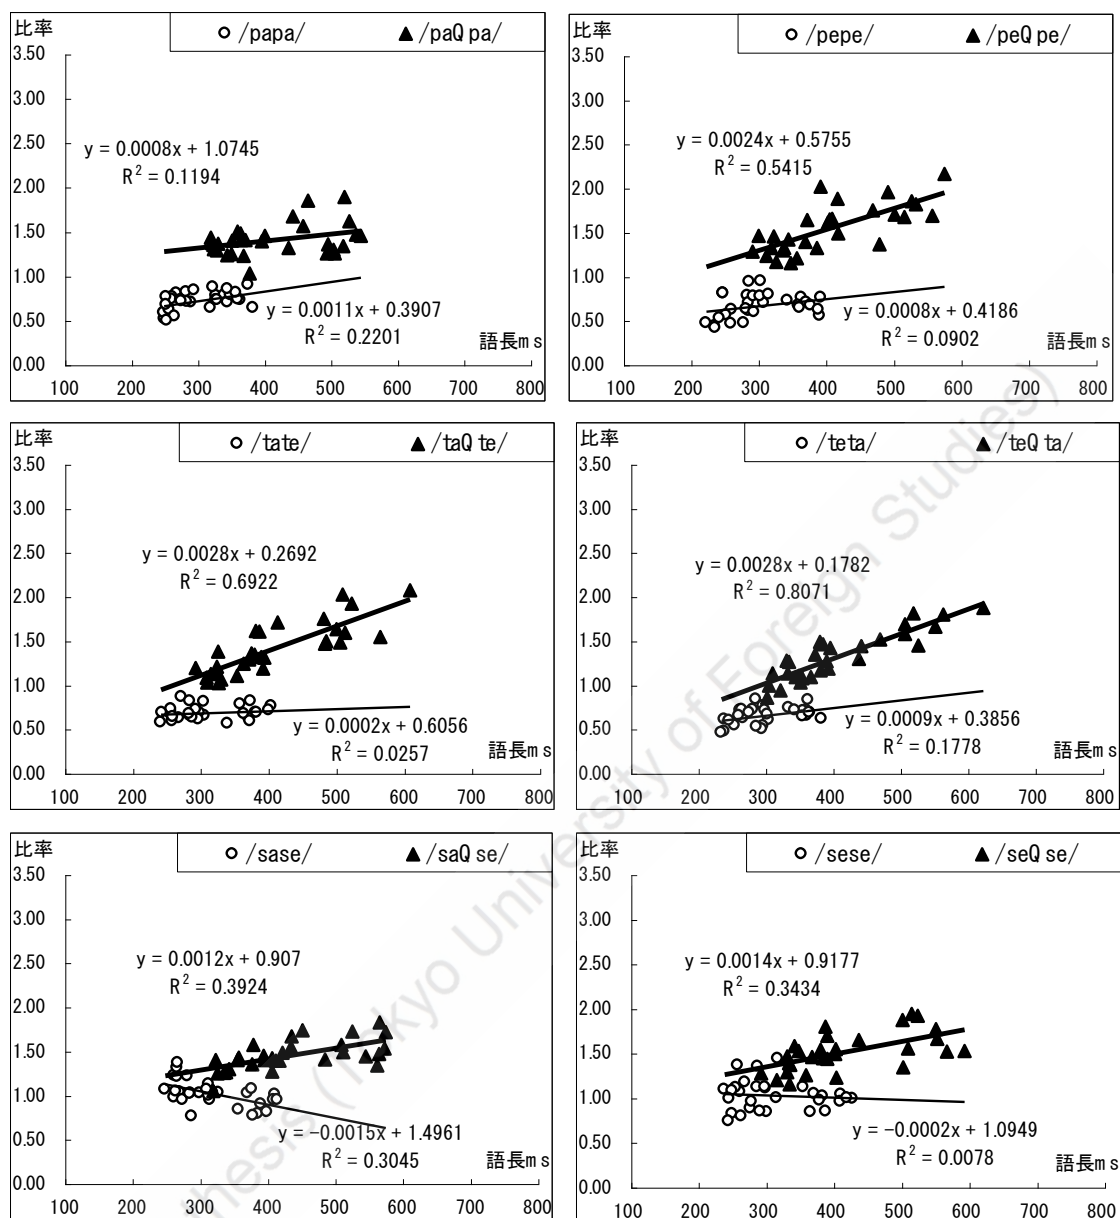 比率
○ /papa/ ▲ /paQ pa/
3.50
3.00
2.50
2.00
1.50
1.00
0.50
0.00
y = 0.0008x + 1.0745
R² = 0.1194
y = 0.0011x + 0.3907
R² = 0.2201
語長ms
100 200 300 400 500 600 700 800
比率
○ /pepe/ ▲ /peQ pe/
3.50
3.00
2.50
2.00
1.50
1.00
0.50
0.00
y = 0.0024x + 0.5755
R² = 0.5415
y = 0.0008x + 0.4186
R² = 0.0902
語長ms
100 200 300 400 500 600 700 800
比率
○ /tate/ ▲ /taQ te/
3.50
3.00
2.50
2.00
1.50
1.00
0.50
0.00
y = 0.0028x + 0.2692
R² = 0.6922
y = 0.0002x + 0.6056
R² = 0.0257
語長ms
100 200 300 400 500 600 700 800
比率
○ /teta/ ▲ /teQ ta/
3.50
3.00
2.50
2.00
1.50
1.00
0.50
0.00
y = 0.0028x + 0.1782
R² = 0.8071
y = 0.0009x + 0.3856
R² = 0.1778
語長ms
100 200 300 400 500 600 700 800
比率
○ /sase/ ▲ /saQ se/
3.50
3.00
2.50
2.00
1.50
1.00
0.50
0.00
y = 0.0012x + 0.907
R² = 0.3924
y = −0.0015x + 1.4961
R² = 0.3045
語長ms
100 200 300 400 500 600 700 800
比率
○ /sese/ ▲ /seQ se/
3.50
3.00
2.50
2.00
1.50
1.00
0.50
0.00
y = 0.0014x + 0.9177
R² = 0.3434
y = −0.0002x + 1.0949
R² = 0.0078
語長ms
100 200 300 400 500 600 700 800
University of Foreign Studies)